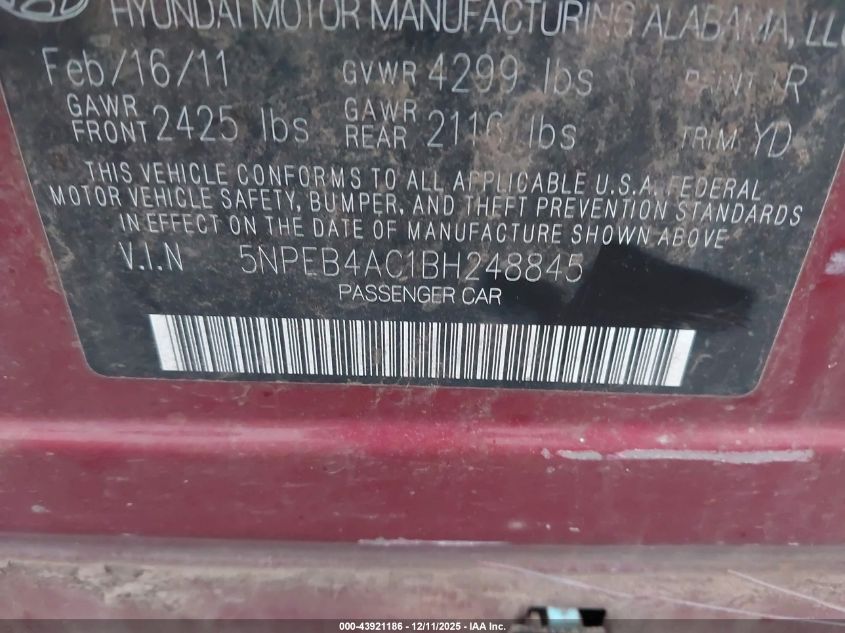 HYUNDAI MOTOR MANUFACTURING ALABAMA, LLC
Feb/16/11 GVWR 4299 lbs PAINT
GAWR FRONT 2425 lbs GAWR REAR 2116 lbs TRIM YD
THIS VEHICLE CONFORMS TO ALL APPLICABLE U.S.A. FEDERAL
MOTOR VEHICLE SAFETY, BUMPER, AND THEFT PREVENTION STANDARDS
IN EFFECT ON THE DATE OF MANUFACTURE SHOWN ABOVE
V.I.N 5NPEB4AC1BH248845
PASSENGER CAR
000-43921186 - 12/11/2025 - IAA Inc.